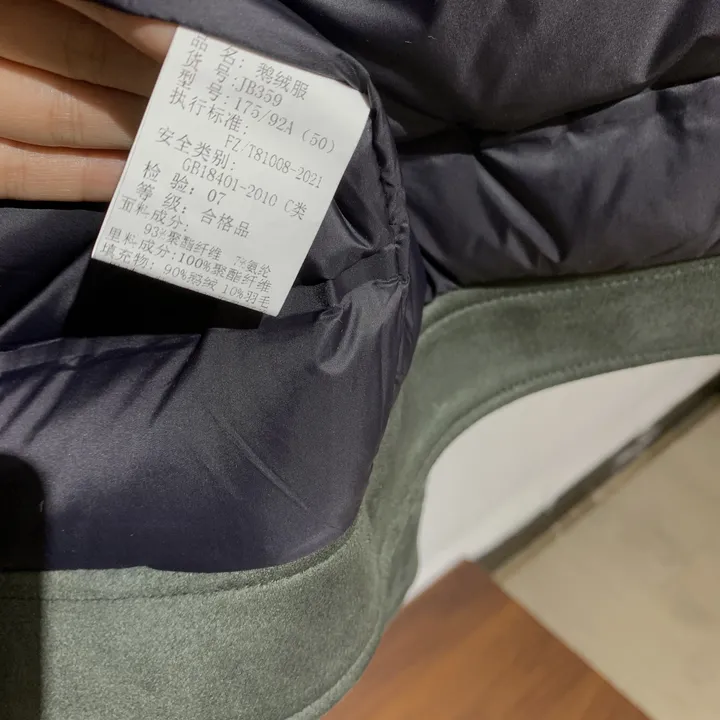 品 名: 鹅绒服
货 号:JB359
型 号:175/92A (50)
执行标准:
FZ/T81008-2021
安全类别:
GB18401-2010 C类
检 验: 07
等 级: 合格品
面料成分:
93%聚酯纤维 7%氨纶
里料成分:100%聚酯纤维
填充物: 90%鹅绒 10%羽毛